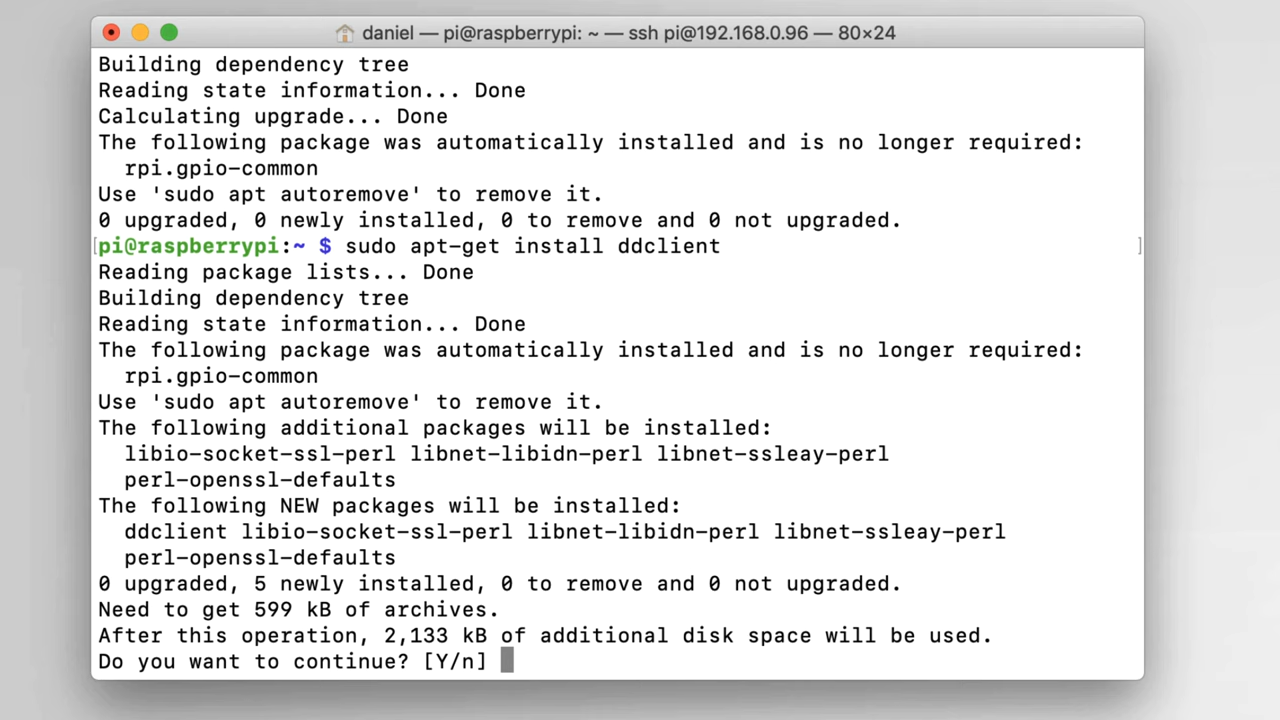 daniel — pi@raspberrypi: ~ — ssh pi@192.168.0.96 — 80×24
Building dependency tree
Reading state information... Done
Calculating upgrade... Done
The following package was automatically installed and is no longer required:
  rpi.gpio-common
Use 'sudo apt autoremove' to remove it.
0 upgraded, 0 newly installed, 0 to remove and 0 not upgraded.
[pi@raspberrypi:~ $ sudo apt-get install ddclient ]
Reading package lists... Done
Building dependency tree
Reading state information... Done
The following package was automatically installed and is no longer required:
  rpi.gpio-common
Use 'sudo apt autoremove' to remove it.
The following additional packages will be installed:
  libio-socket-ssl-perl libnet-libidn-perl libnet-ssleay-perl
  perl-openssl-defaults
The following NEW packages will be installed:
  ddclient libio-socket-ssl-perl libnet-libidn-perl libnet-ssleay-perl
  perl-openssl-defaults
0 upgraded, 5 newly installed, 0 to remove and 0 not upgraded.
Need to get 599 kB of archives.
After this operation, 2,133 kB of additional disk space will be used.
Do you want to continue? [Y/n]